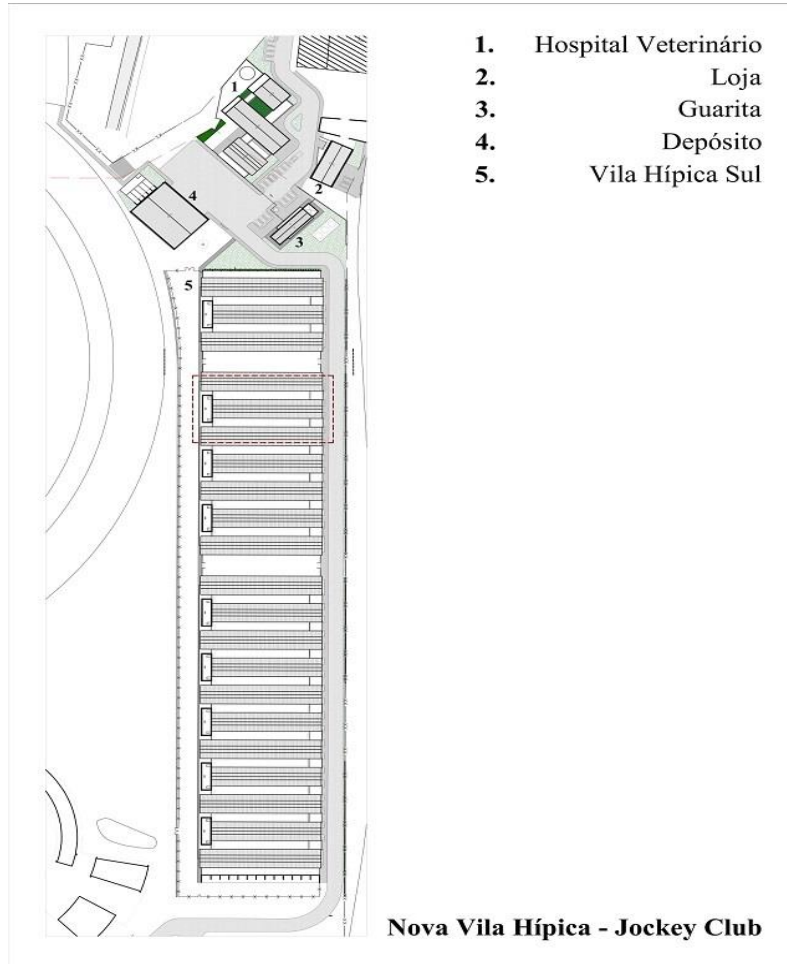 1. Hospital Veterinário
2. Loja
3. Guarita
4. Depósito
5. Vila Hípica Sul
1
2
4
3
5
Nova Vila Hípica - Jockey Club